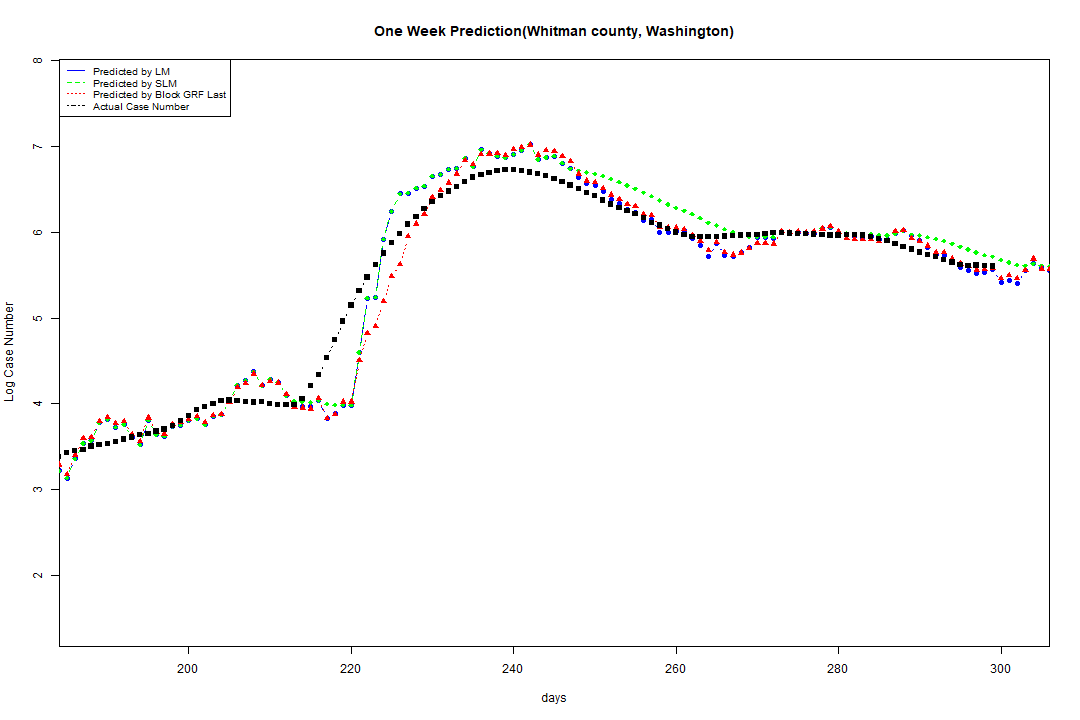 One Week Prediction(Whitman county, Washington)
Predicted by LM
Predicted by SLM
Predicted by Block GRF Last
Actual Case Number
8
7
6
5
4
3
2
Log Case Number
200 220 240 260 280 300
days